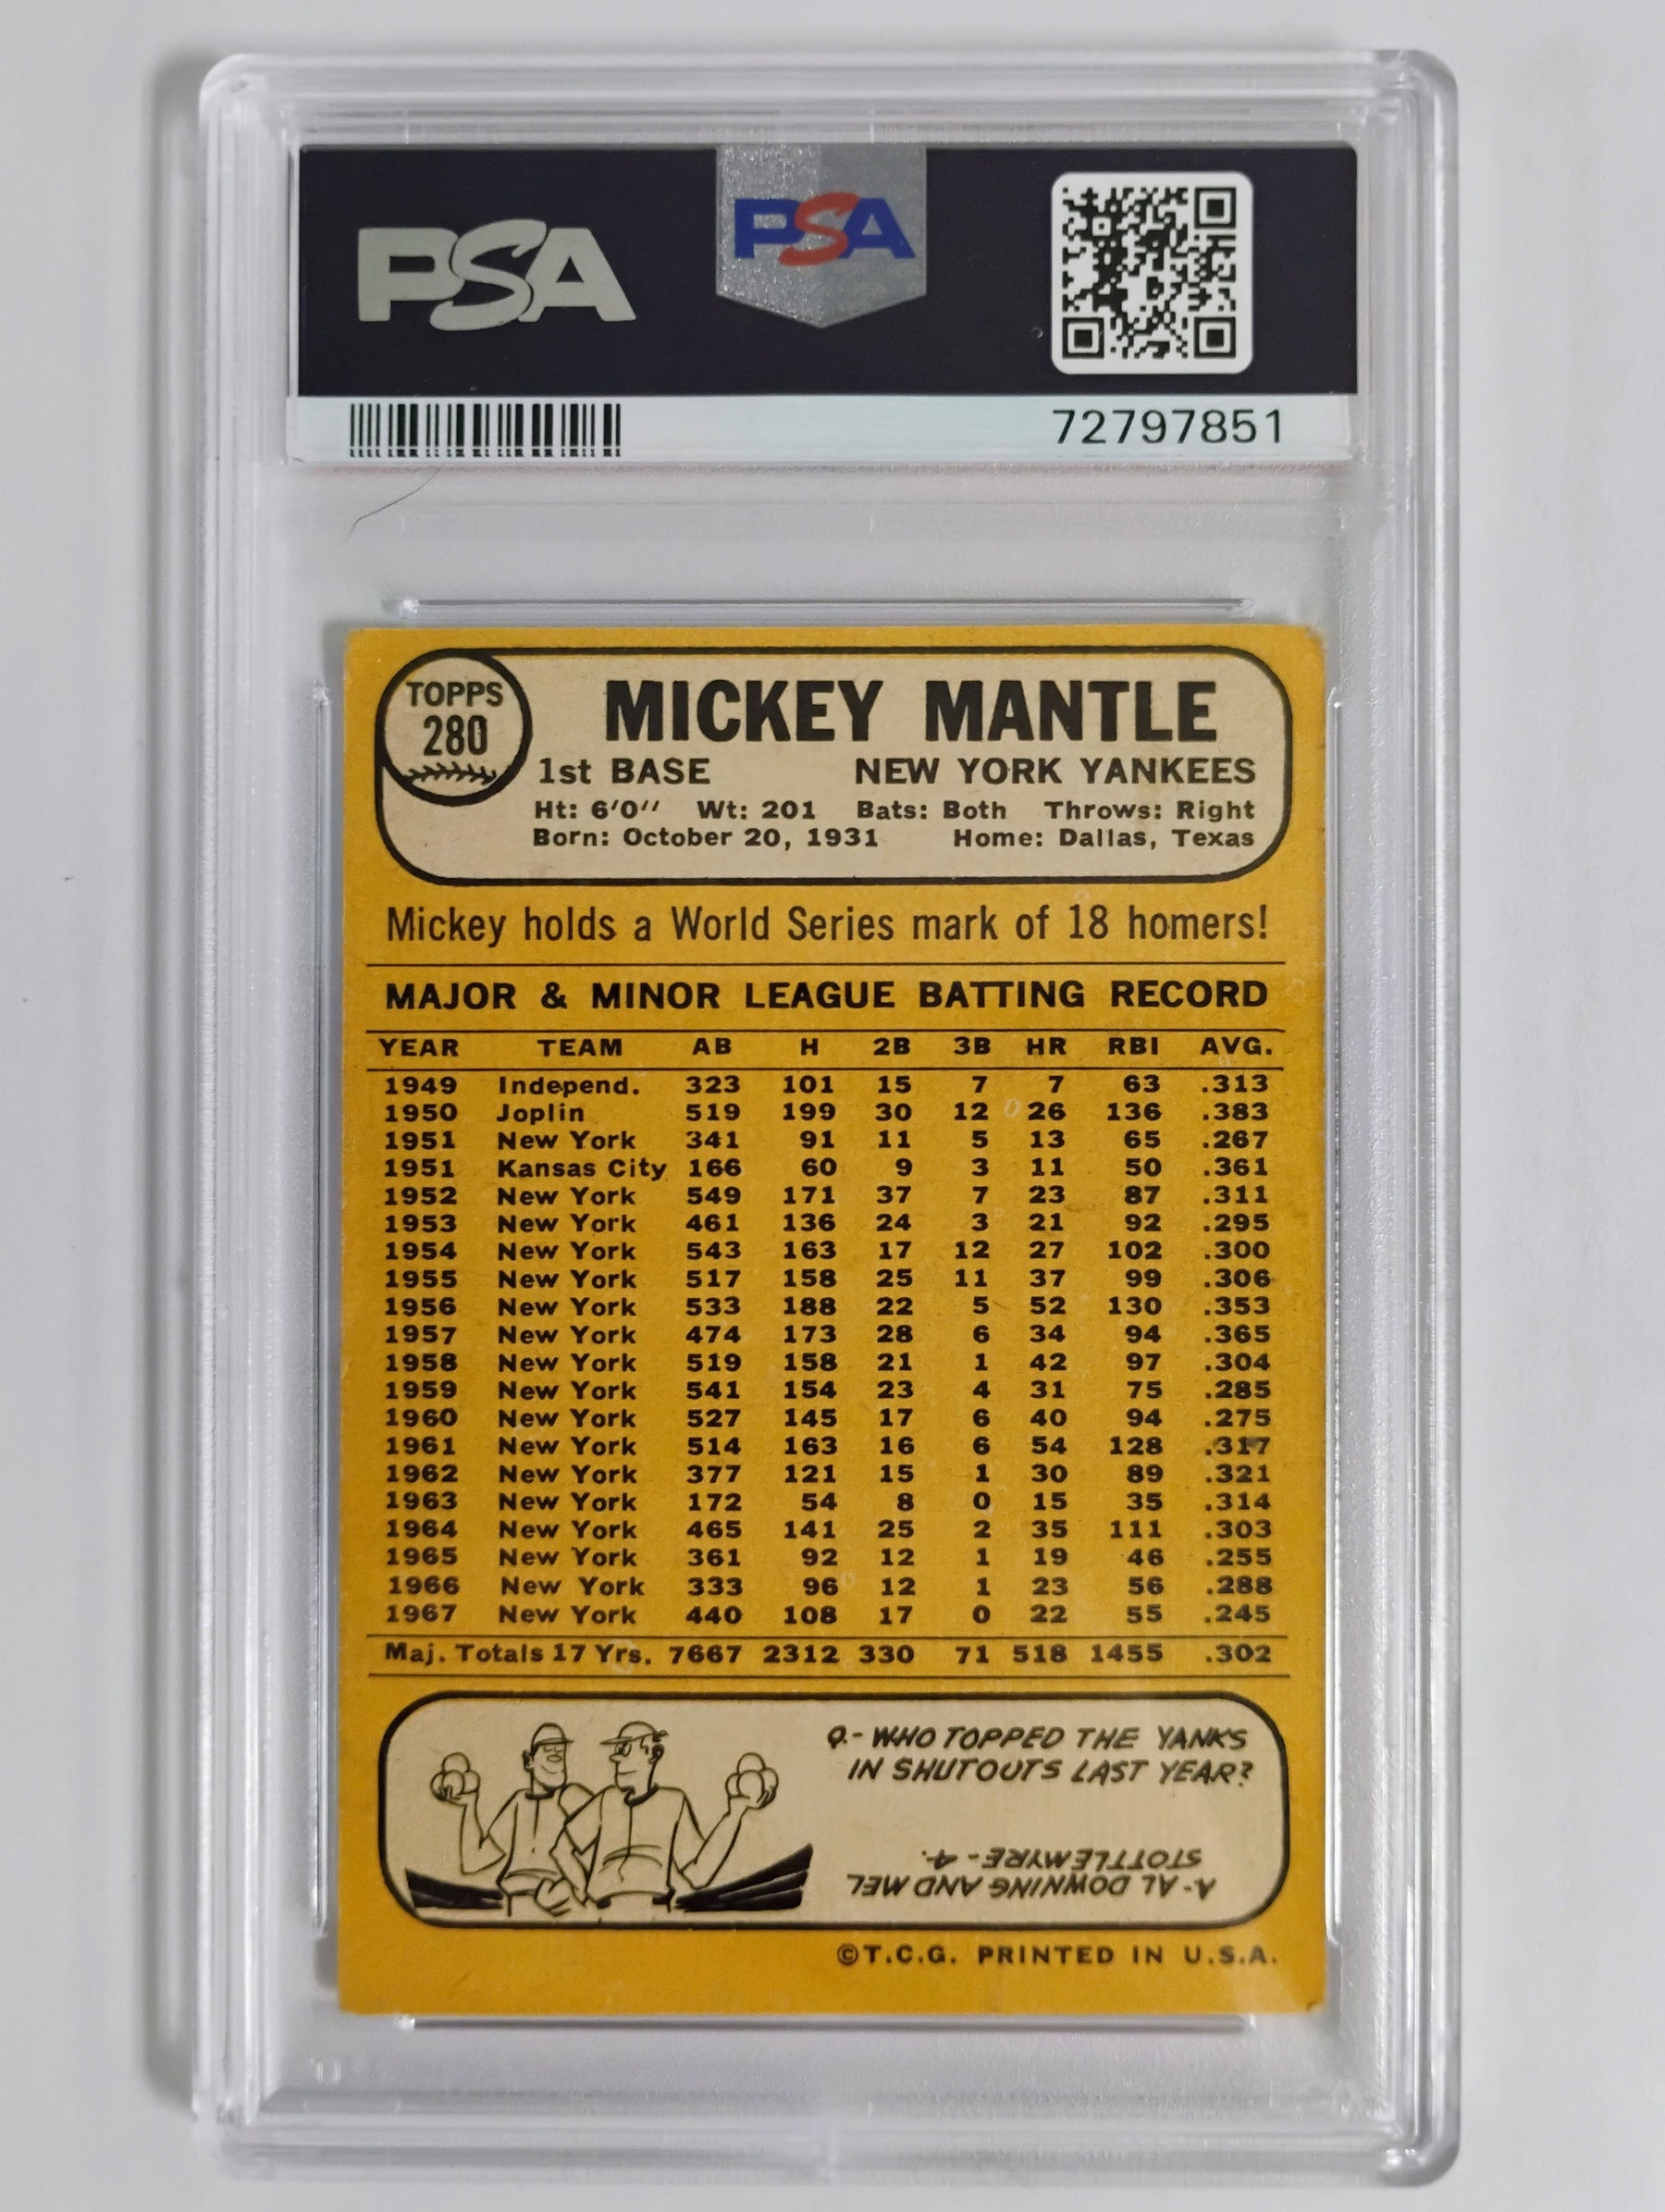 PSA
PSA
72797851
TOPPS
280
MICKEY MANTLE
1st BASE NEW YORK YANKEES
Ht: 6'0'' Wt: 201 Bats: Both Throws: Right
Born: October 20, 1931 Home: Dallas, Texas
Mickey holds a World Series mark of 18 homers!
MAJOR & MINOR LEAGUE BATTING RECORD
YEAR TEAM AB H 2B 3B HR RBI AVG.
1949 Independ. 323 101 15 7 7 63 .313
1950 Joplin 519 199 30 12 26 136 .383
1951 New York 341 91 11 5 13 65 .267
1951 Kansas City 166 60 9 3 11 50 .361
1952 New York 549 171 37 7 23 87 .311
1953 New York 461 136 24 3 21 92 .295
1954 New York 543 163 17 12 27 102 .300
1955 New York 517 158 25 11 37 99 .306
1956 New York 533 188 22 5 52 130 .353
1957 New York 474 173 28 6 34 94 .365
1958 New York 519 158 21 1 42 97 .304
1959 New York 541 154 23 4 31 75 .285
1960 New York 527 145 17 6 40 94 .275
1961 New York 514 163 16 6 54 128 .317
1962 New York 377 121 15 1 30 89 .321
1963 New York 172 54 8 0 15 35 .314
1964 New York 465 141 25 2 35 111 .303
1965 New York 361 92 12 1 19 46 .255
1966 New York 333 96 12 1 23 56 .288
1967 New York 440 108 17 0 22 55 .245
Maj. Totals 17 Yrs. 7667 2312 330 71 518 1455 .302
Q.- WHO TOPPED THE YANKS
IN SHUTOUTS LAST YEAR?
A- AL DOWNING AND MEL
STOTTLEMYRE - 4.
©T.C.G. PRINTED IN U.S.A.